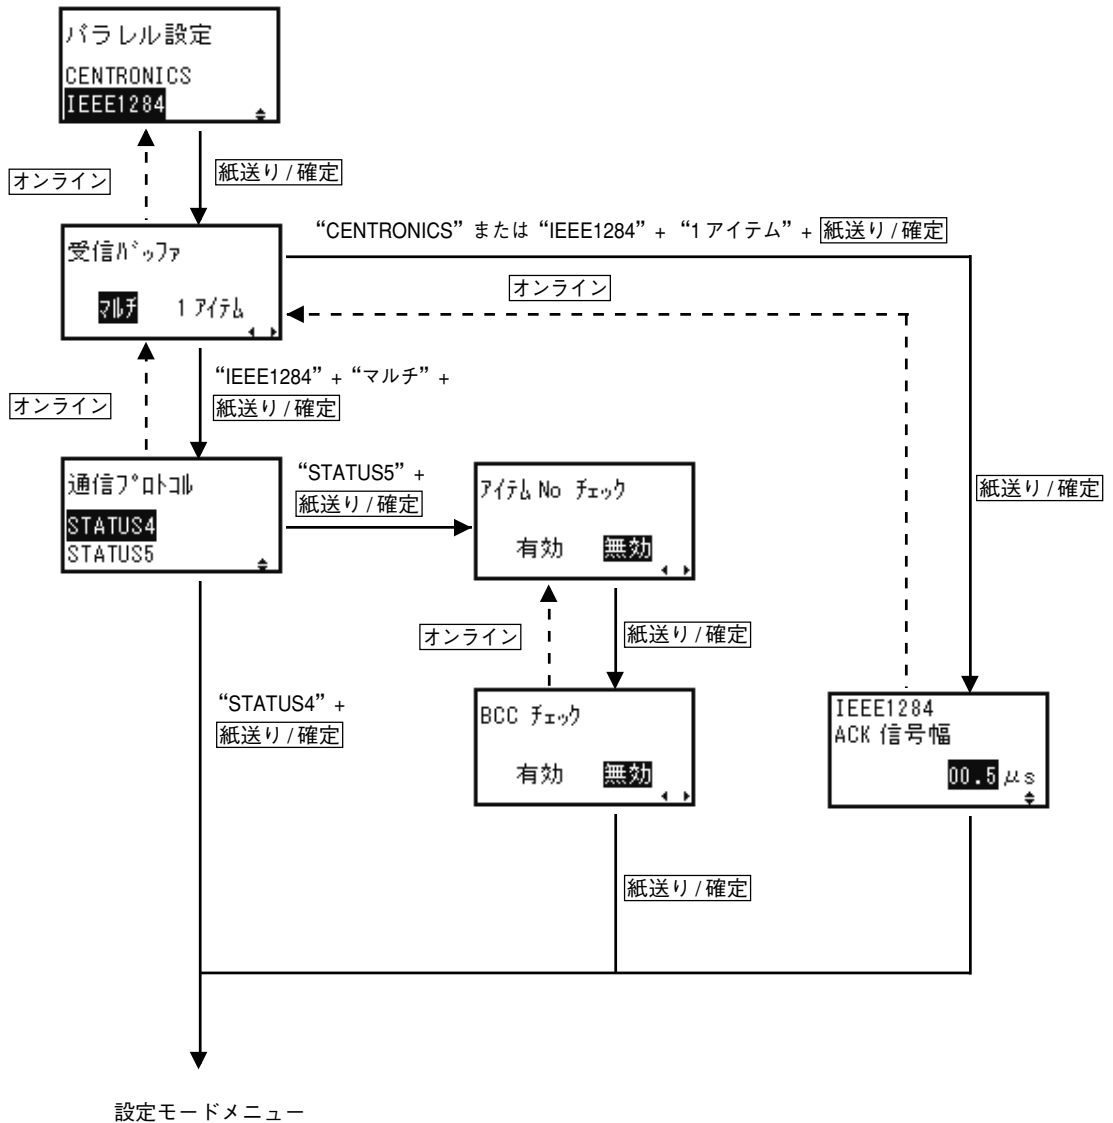 パラレル設定
CENTRONICS
IEEE1284
オンライン
紙送り/確定
“CENTRONICS” または “IEEE1284” + “1 アイテム” + 紙送り/確定
受信バッファ
マルチ 1 アイテム
オンライン
“IEEE1284” + “マルチ” +
紙送り/確定
オンライン
通信プロトコル
STATUS4
STATUS5
“STATUS5” +
紙送り/確定
アイテム No チェック
有効 無効
紙送り/確定
オンライン
紙送り/確定
“STATUS4” +
紙送り/確定
BCC チェック
有効 無効
IEEE1284
ACK 信号幅
00.5 μs
紙送り/確定
設定モードメニュー